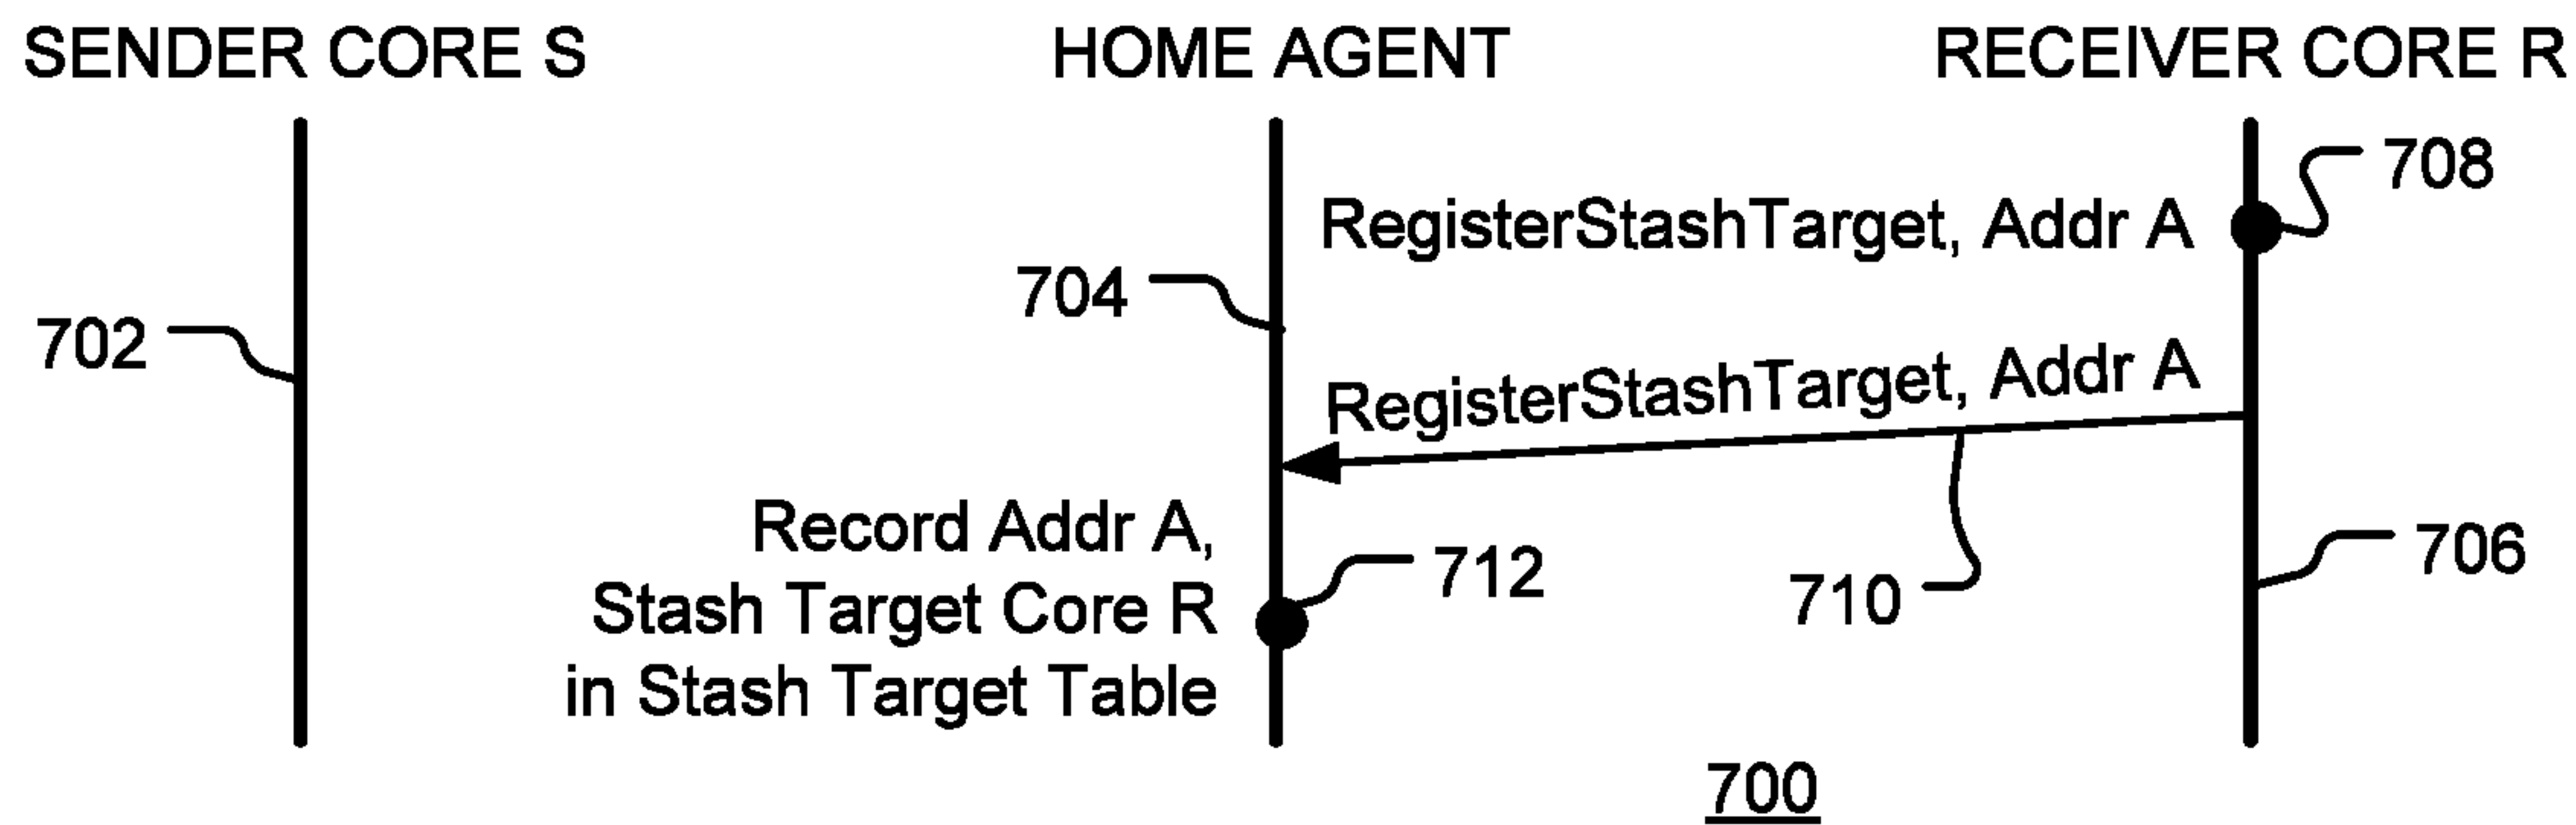 SENDER CORE S
HOME AGENT
RECEIVER CORE R
708
RegisterStashTarget, Addr A
704
702
RegisterStashTarget, Addr A
Record Addr A,
Stash Target Core R
in Stash Target Table
712
710
706
700